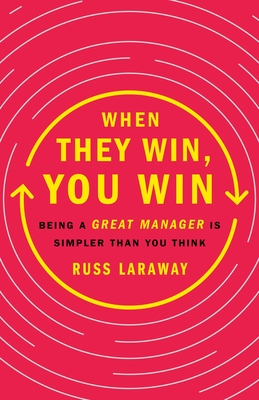 WHEN
THEY WIN,
YOU WIN
BEING A GREAT MANAGER IS
SIMPLER THAN YOU THINK
RUSS LARAWAY